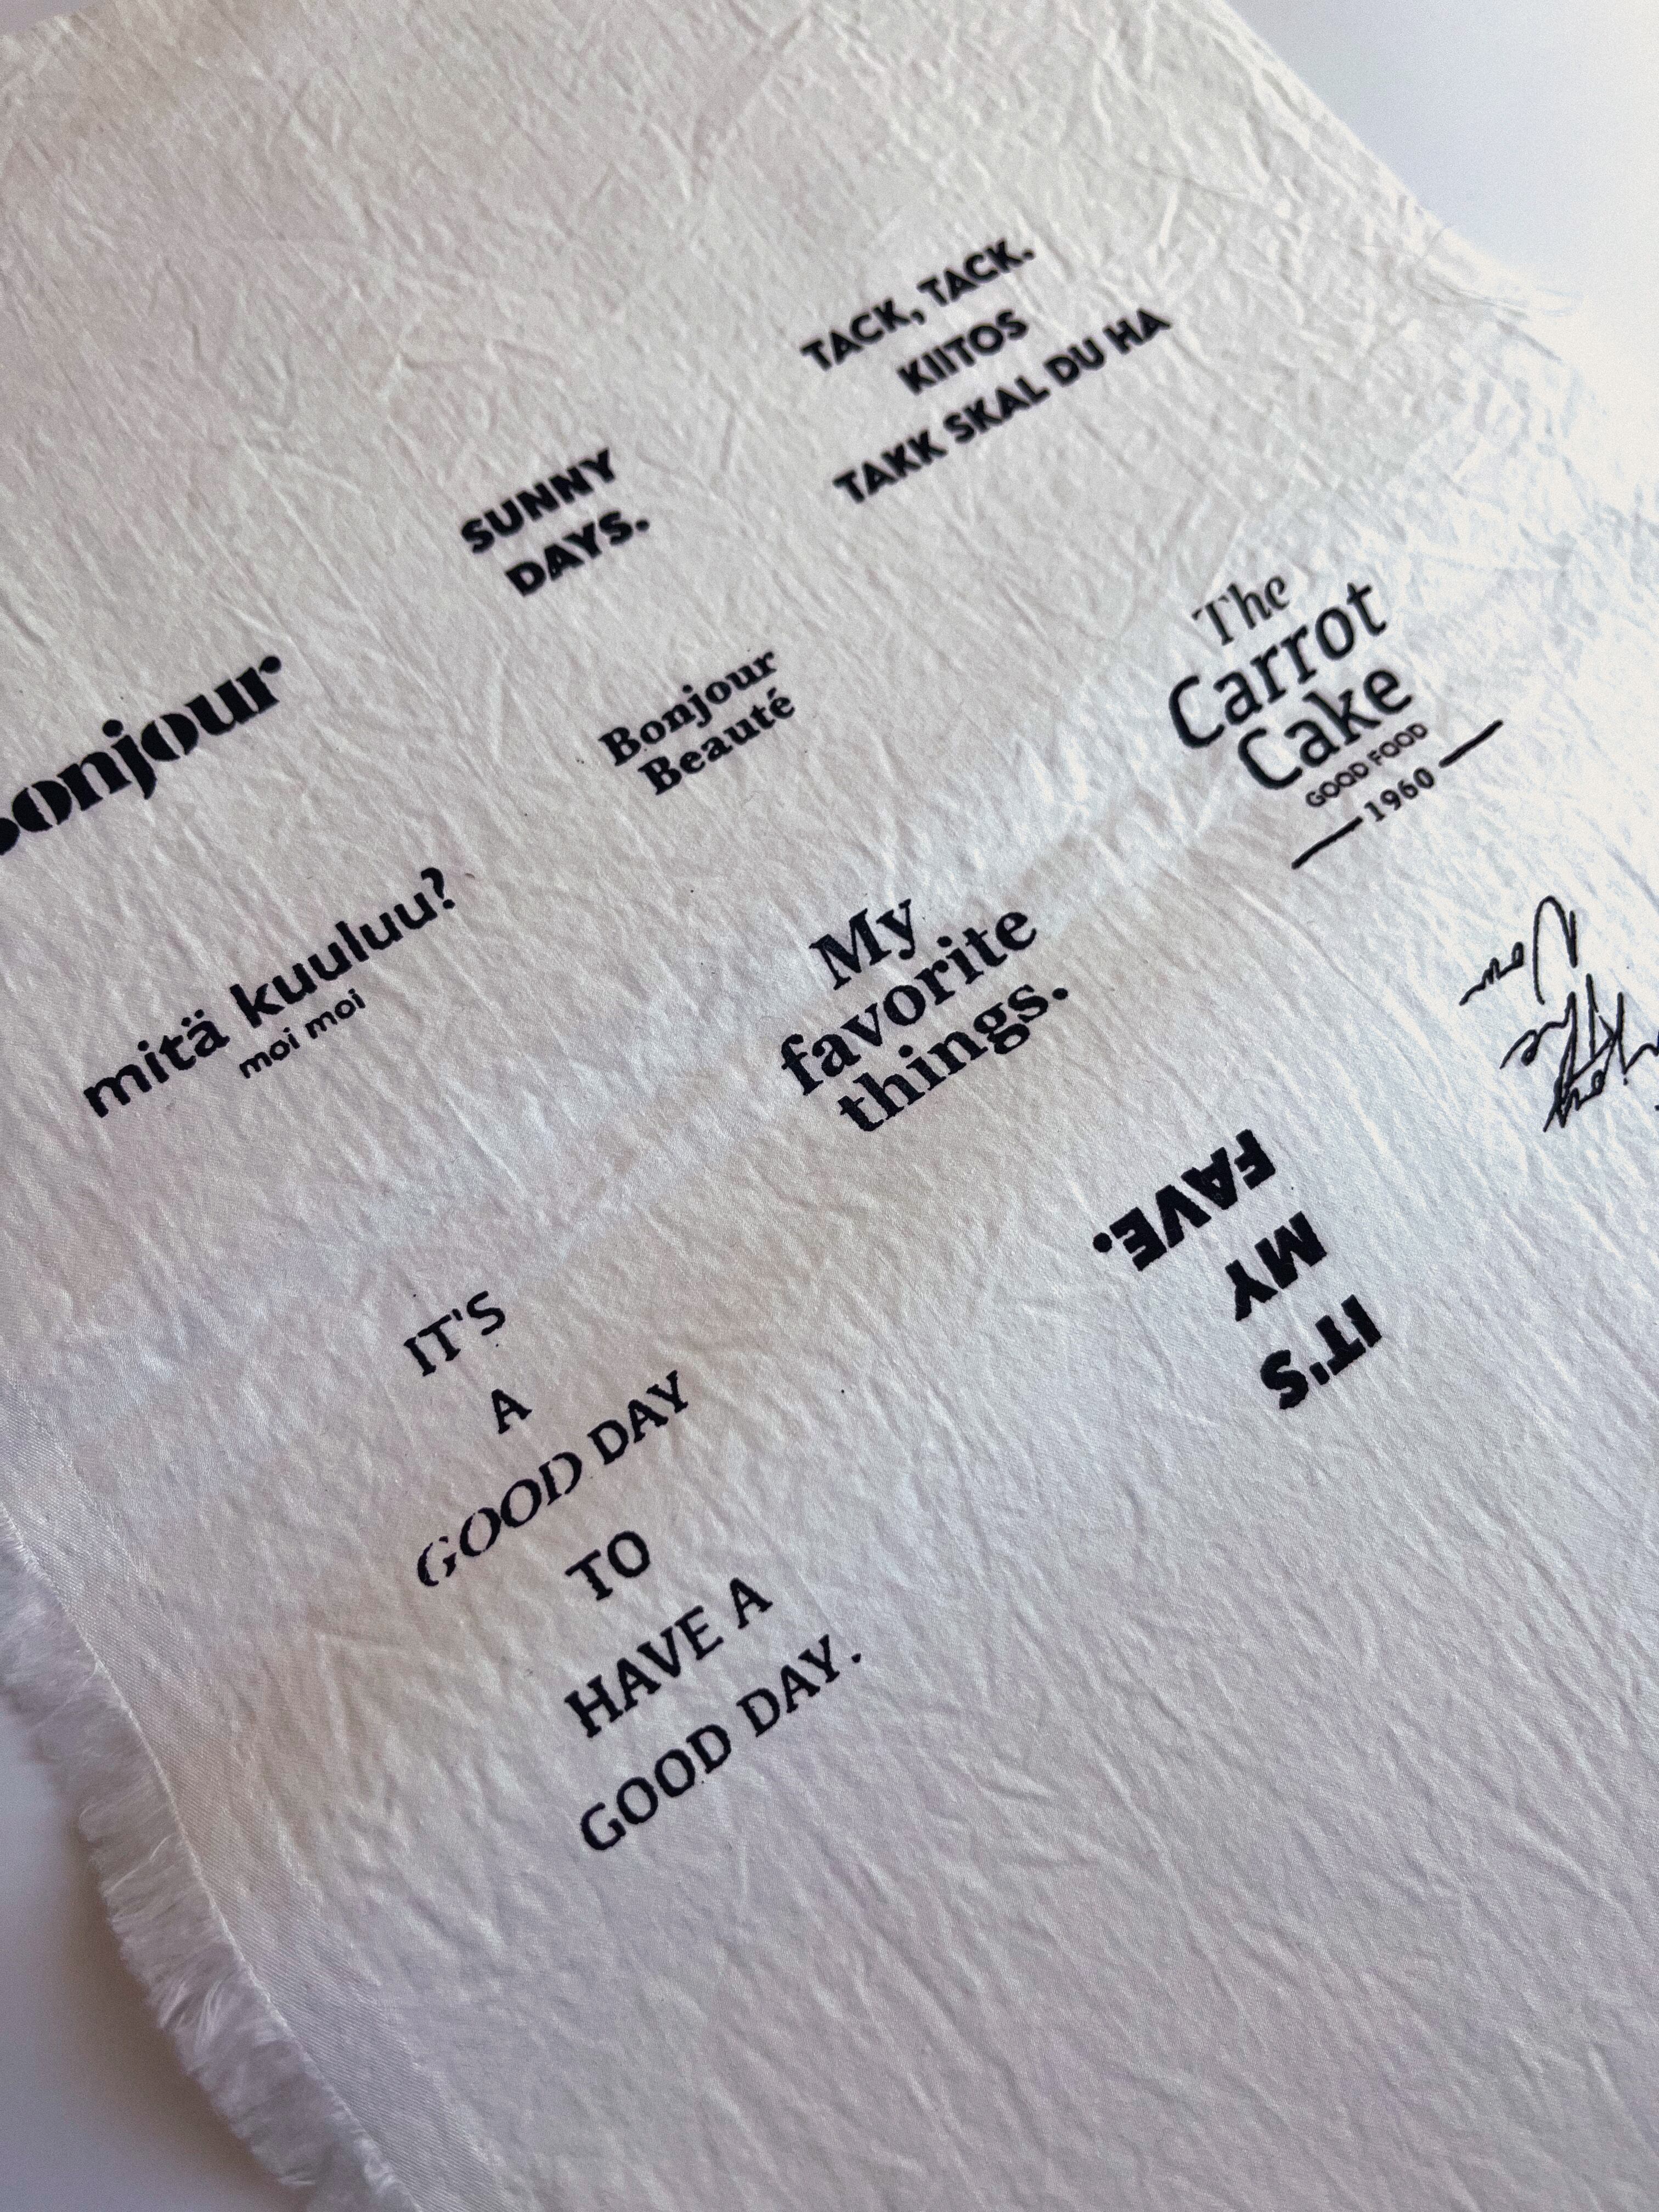 TACK, TACK.
KIITOS
TAKK SKAL DU HA
SUNNY
DAYS.
The
Carrot
Cake
GOOD FOOD
1960
bonjour
Bonjour
Beauté
mitä kuuluu?
moi moi
My
favorite
things.
IT'S
MY
FAVE.
IT'S
A
GOOD DAY
TO
HAVE A
GOOD DAY.